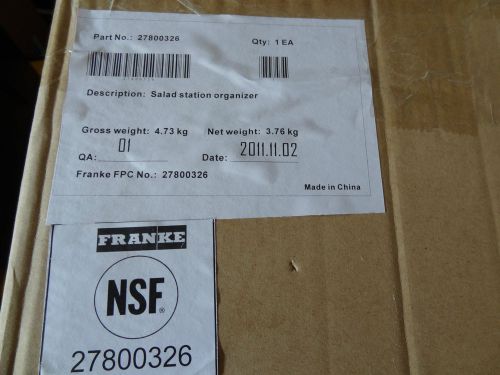 Part No.: 27800326 Qty: 1 EA
Description: Salad station organizer
Gross weight: 4.73 kg Net weight: 3.76 kg
QA: 01 Date: 2011.11.02
Franke FPC No.: 27800326
Made in China
FRANKE
NSF®
27800326